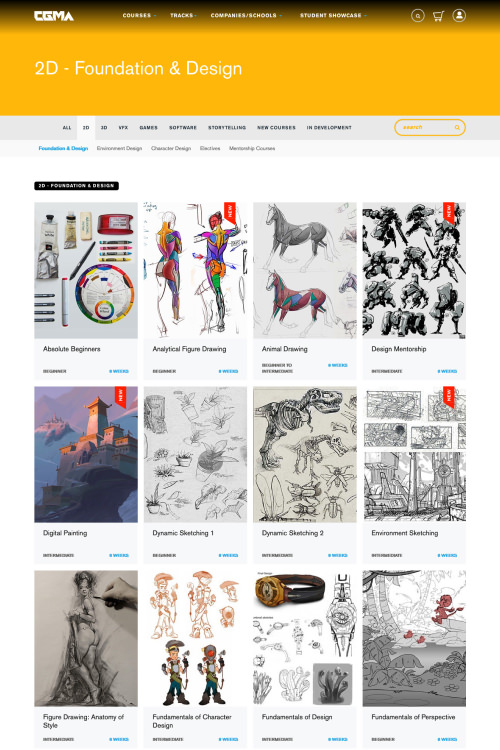 CGMA
COURSES
TRACKS
COMPANIES/SCHOOLS
STUDENT SHOWCASE
2D - Foundation & Design
ALL
2D
3D
VFX
GAMES
SOFTWARE
STORYTELLING
NEW COURSES
IN DEVELOPMENT
search
Foundation & Design
Environment Design
Character Design
Electives
Mentorship Courses
2D - FOUNDATION & DESIGN
NEW
NEW
Absolute Beginners
Analytical Figure Drawing
Animal Drawing
Design Mentorship
BEGINNER
8 WEEKS
BEGINNER
8 WEEKS
BEGINNER TO
INTERMEDIATE
8 WEEKS
INTERMEDIATE
8 WEEKS
NEW
NEW
Digital Painting
Dynamic Sketching 1
Dynamic Sketching 2
Environment Sketching
INTERMEDIATE
8 WEEKS
BEGINNER
8 WEEKS
INTERMEDIATE
8 WEEKS
INTERMEDIATE
8 WEEKS
Figure Drawing: Anatomy of
Style
Fundamentals of Character
Design
Fundamentals of Design
Fundamentals of Perspective
INTERMEDIATE
8 WEEKS
INTERMEDIATE
8 WEEKS
INTERMEDIATE
8 WEEKS
BEGINNER
8 WEEKS